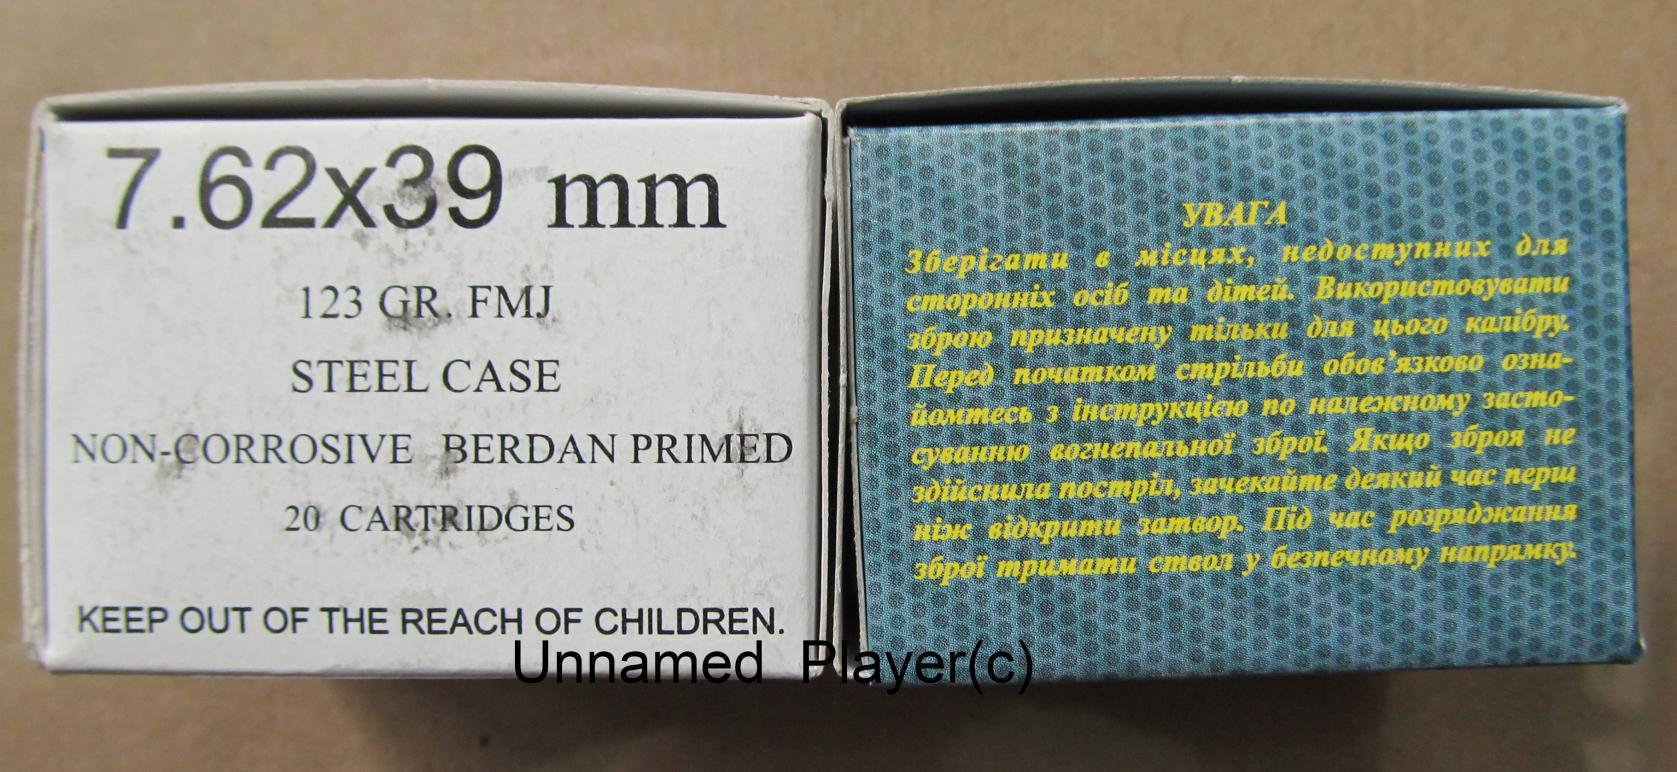 7.62x39 mm
123 GR. FMJ
STEEL CASE
NON-CORROSIVE BERDAN PRIMED
20 CARTRIDGES
KEEP OUT OF THE REACH OF CHILDREN.
УВАГА
Зберігати в місцях, недоступних для
сторонніх осіб та дітей. Використовувати
зброю призначену тільки для цього калібру.
Перед початком стрільби обов'язково озна-
йомтесь з інструкцією по належному засто-
суванню вогнепальної зброї. Якщо зброя не
здійснила постріл, зачекайте деякий час перш
ніж відкрити затвор. Під час розряджання
зброї тримати ствол у безпечному напрямку.
Unnamed Player(c)